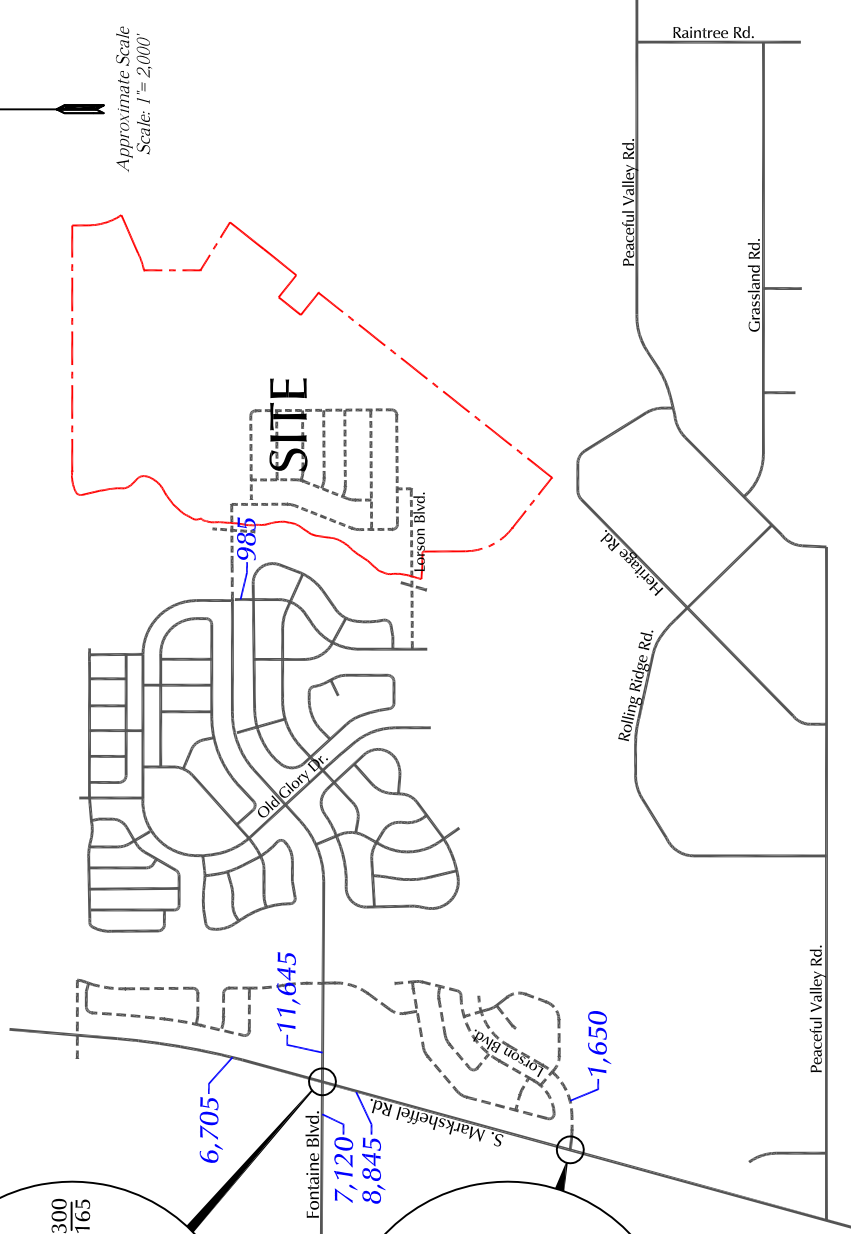 Raintree Rd.
Approximate Scale
Scale: 1"= 2,000'
Peaceful Valley Rd.
Grassland Rd.
SITE
985
Lorson Blvd.
Heritage Rd.
Rolling Ridge Rd.
Old Glory Dr.
11,645
Peaceful Valley Rd.
Lorson Blvd.
1,650
6,705
S. Marksheffel Rd.
Fontaine Blvd.
7,120
8,845
300
165